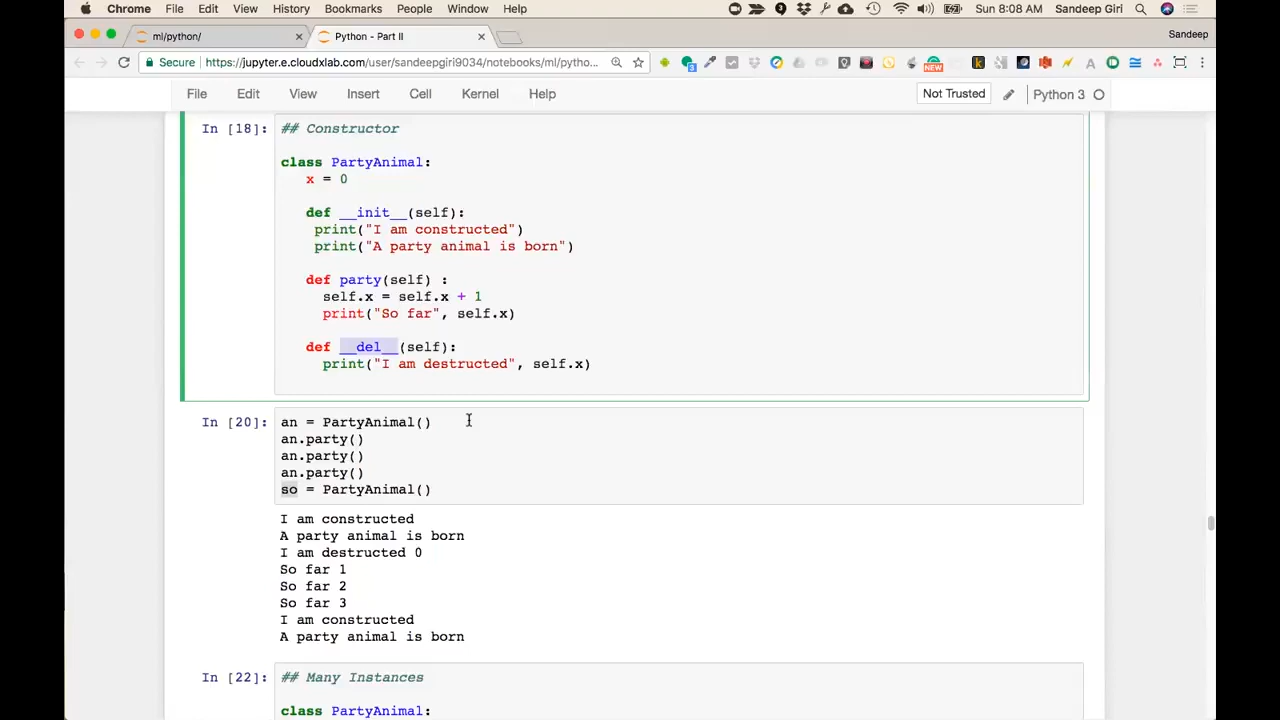 Chrome File Edit View History Bookmarks People Window Help Sun 8:08 AM Sandeep Giri
ml/python/ Python - Part II Sandeep
Secure https://jupyter.e.cloudxlab.com/user/sandeepgiri9034/notebooks/ml/pytho...
File Edit View Insert Cell Kernel Help Not Trusted Python 3
In [18]: ## Constructor
class PartyAnimal:
x = 0
def __init__(self):
print("I am constructed")
print("A party animal is born")
def party(self) :
self.x = self.x + 1
print("So far", self.x)
def __del__(self):
print("I am destructed", self.x)
In [20]: an = PartyAnimal()
an.party()
an.party()
an.party()
so = PartyAnimal()
I am constructed
A party animal is born
I am destructed 0
So far 1
So far 2
So far 3
I am constructed
A party animal is born
In [22]: ## Many Instances
class PartyAnimal: